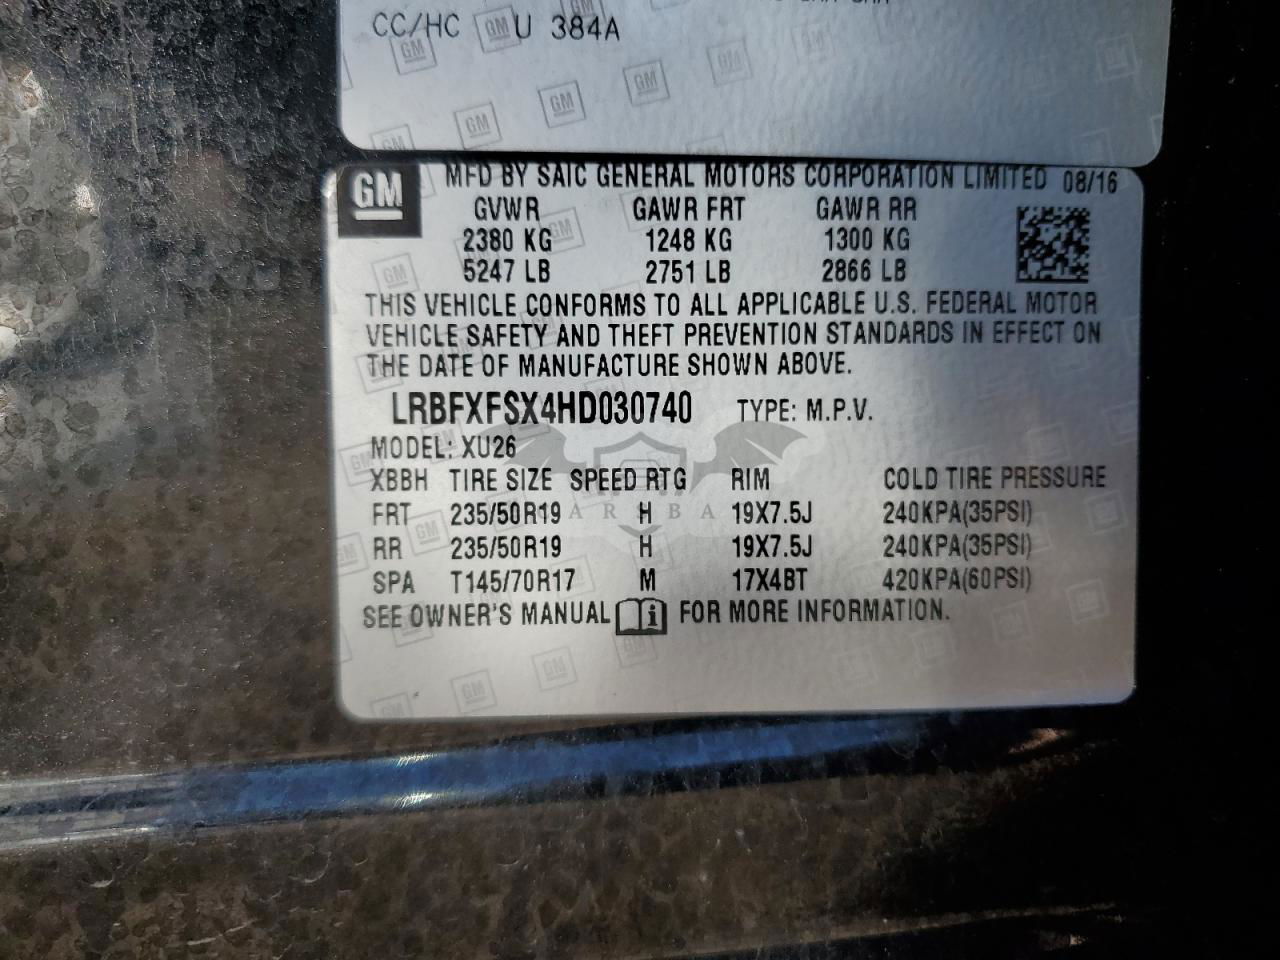 CC/HC U 384A
GM
MFD BY SAIC GENERAL MOTORS CORPORATION LIMITED 08/16
GVWR GAWR FRT GAWR RR
2380 KG 1248 KG 1300 KG
5247 LB 2751 LB 2866 LB
THIS VEHICLE CONFORMS TO ALL APPLICABLE U.S. FEDERAL MOTOR
VEHICLE SAFETY AND THEFT PREVENTION STANDARDS IN EFFECT ON
THE DATE OF MANUFACTURE SHOWN ABOVE.
LRBFXFSX4HD030740 TYPE: M.P.V.
MODEL: XU26
XBBH TIRE SIZE SPEED RTG RIM COLD TIRE PRESSURE
FRT 235/50R19 H 19X7.5J 240KPA(35PSI)
RR 235/50R19 H 19X7.5J 240KPA(35PSI)
SPA T145/70R17 M 17X4BT 420KPA(60PSI)
SEE OWNER'S MANUAL FOR MORE INFORMATION.